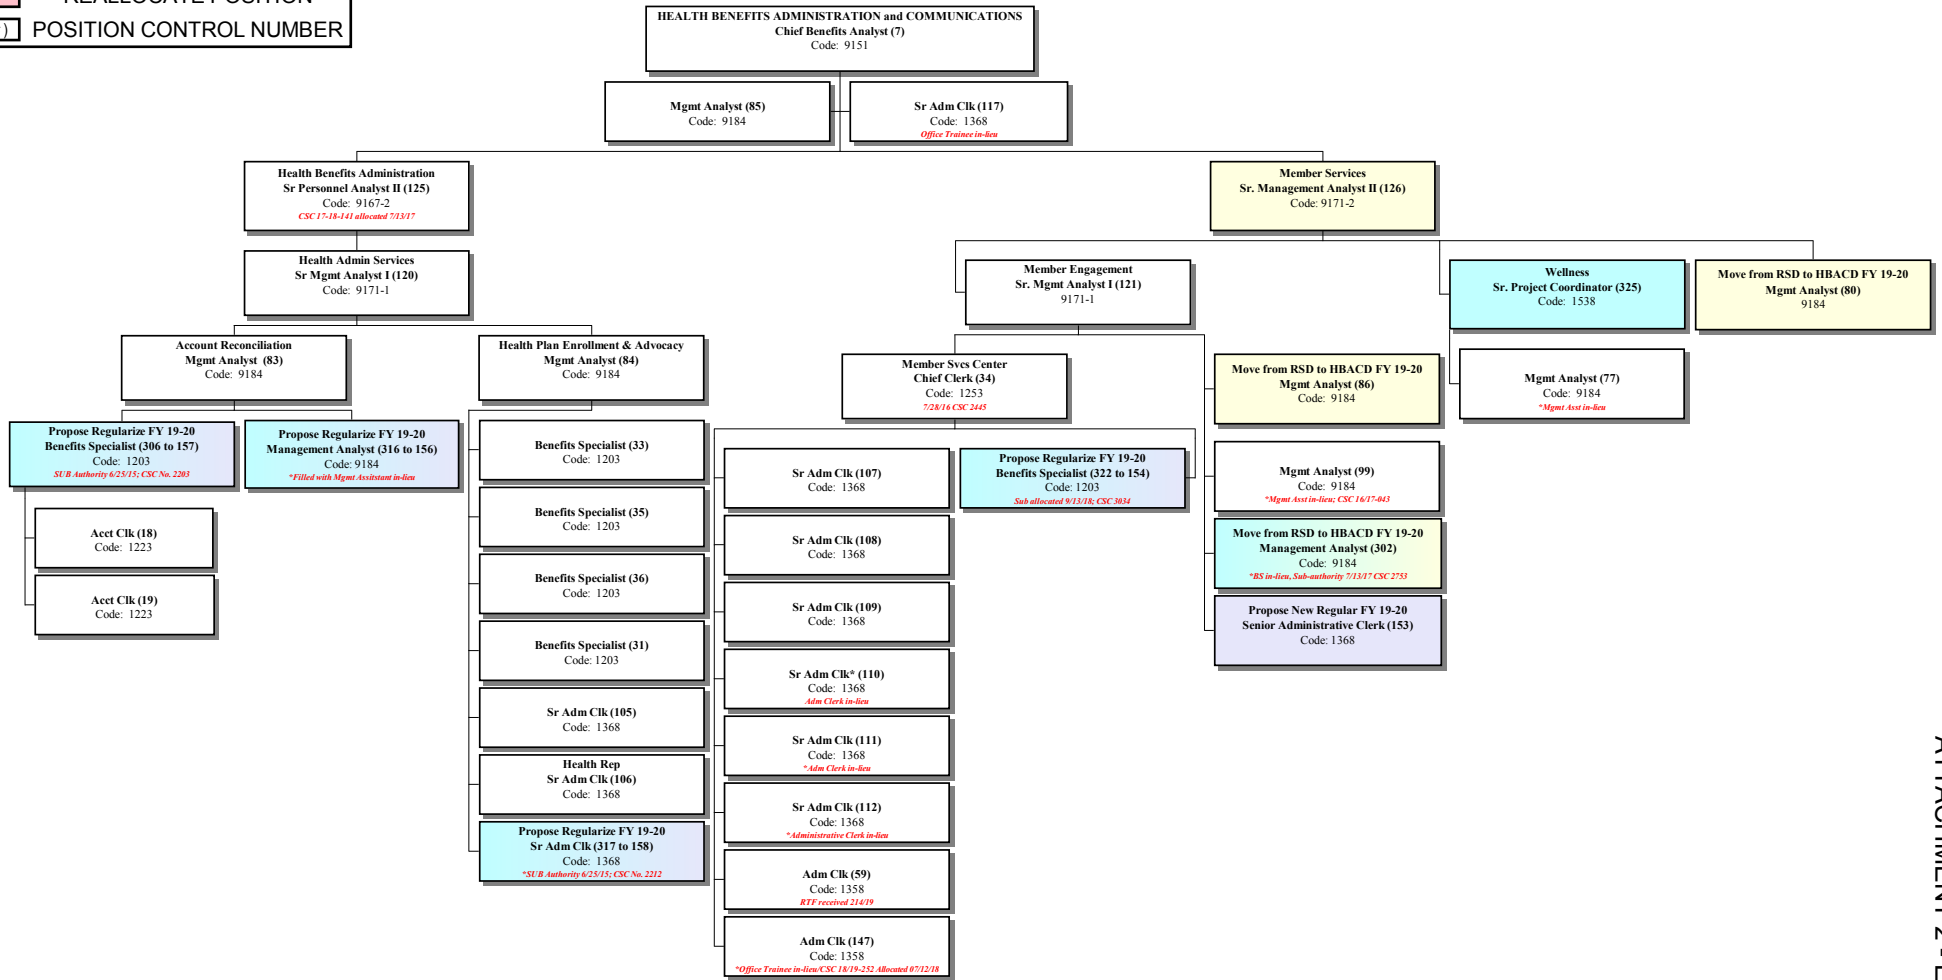 POSITION CONTROL NUMBER
HEALTH BENEFITS ADMINISTRATION and COMMUNICATIONS
Chief Benefits Analyst (7)
Code: 9151
Mgmt Analyst (85)
Code: 9184
Sr Adm Clk (117)
Code: 1368
Office Trainee in-lieu
Health Benefits Administration
Sr Personnel Analyst II (125)
Code: 9167-2
CSC 17-18-141 allocated 7/13/17
Member Services
Sr. Management Analyst II (126)
Code: 9171-2
Health Admin Services
Sr Mgmt Analyst I (120)
Code: 9171-1
Member Engagement
Sr. Mgmt Analyst I (121)
9171-1
Wellness
Sr. Project Coordinator (325)
Code: 1538
Move from RSD to HBACD FY 19-20
Mgmt Analyst (80)
9184
Account Reconciliation
Mgmt Analyst (83)
Code: 9184
Health Plan Enrollment & Advocacy
Mgmt Analyst (84)
Code: 9184
Member Svcs Center
Chief Clerk (34)
Code: 1253
7/28/16 CSC 2445
Move from RSD to HBACD FY 19-20
Mgmt Analyst (86)
Code: 9184
Mgmt Analyst (77)
Code: 9184
*Mgmt Asst in-lieu
Propose Regularize FY 19-20
Benefits Specialist (306 to 157)
Code: 1203
SUB Authority 6/25/15; CSC No. 2203
Propose Regularize FY 19-20
Management Analyst (316 to 156)
Code: 9184
*Filled with Mgmt Assitstant in-lieu
Acct Clk (18)
Code: 1223
Acct Clk (19)
Code: 1223
Benefits Specialist (33)
Code: 1203
Benefits Specialist (35)
Code: 1203
Benefits Specialist (36)
Code: 1203
Benefits Specialist (31)
Code: 1203
Sr Adm Clk (105)
Code: 1368
Health Rep
Sr Adm Clk (106)
Code: 1368
Propose Regularize FY 19-20
Sr Adm Clk (317 to 158)
Code: 1368
*SUB Authority 6/25/15; CSC No. 2212
Sr Adm Clk (107)
Code: 1368
Sr Adm Clk (108)
Code: 1368
Sr Adm Clk (109)
Code: 1368
Sr Adm Clk* (110)
Code: 1368
Adm Clerk in-lieu
Sr Adm Clk (111)
Code: 1368
*Adm Clerk in-lieu
Sr Adm Clk (112)
Code: 1368
*Administrative Clerk in-lieu
Adm Clk (59)
Code: 1358
RTF received 214/19
Adm Clk (147)
Code: 1358
*Office Trainee in-lieu/CSC 18/19-252 Allocated 07/12/18
Propose Regularize FY 19-20
Benefits Specialist (322 to 154)
Code: 1203
Sub allocated 9/13/18; CSC 3034
Mgmt Analyst (99)
Code: 9184
*Mgmt Asst in-lieu; CSC 16/17-043
Move from RSD to HBACD FY 19-20
Management Analyst (302)
Code: 9184
*BS in-lieu, Sub-authority 7/13/17 CSC 2753
Propose New Regular FY 19-20
Senior Administrative Clerk (153)
Code: 1368